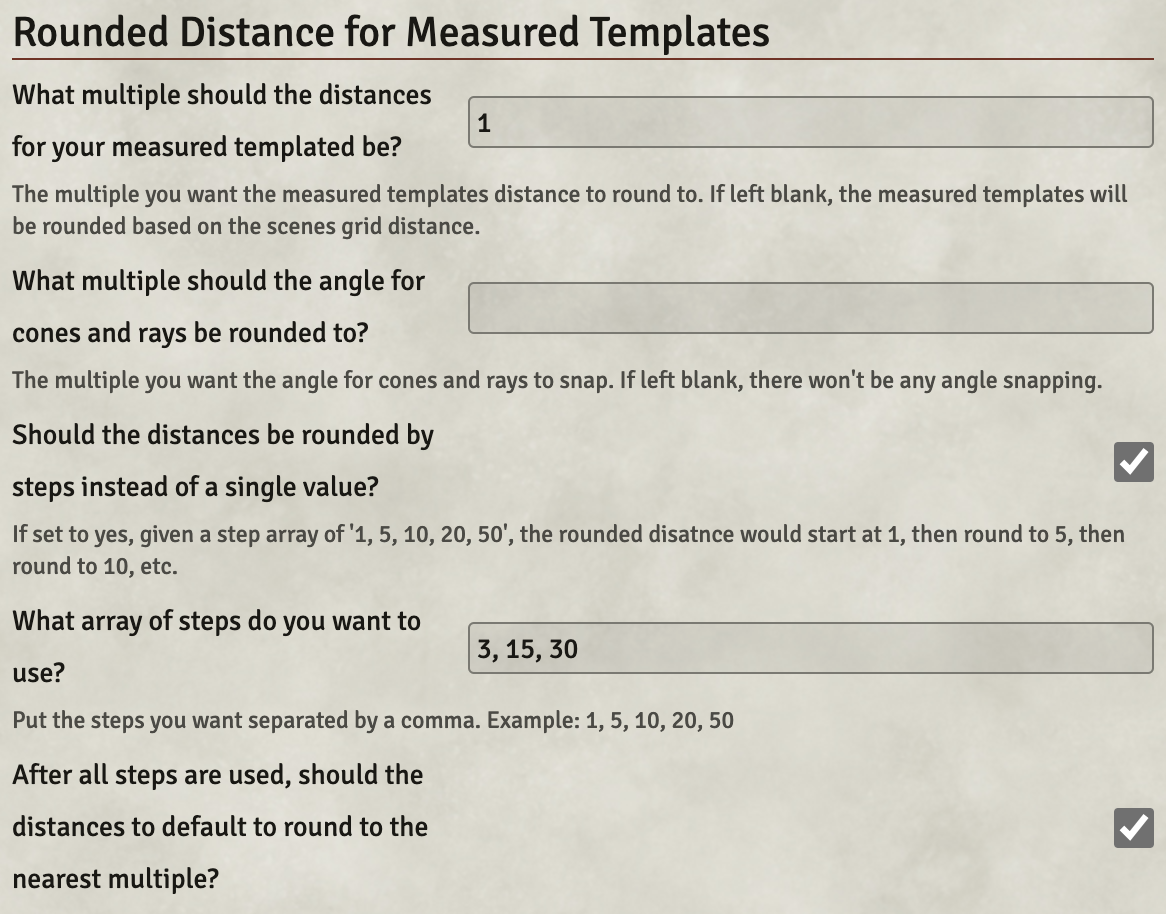 Rounded Distance for Measured Templates
What multiple should the distances
for your measured templated be?
1
The multiple you want the measured templates distance to round to. If left blank, the measured templates will
be rounded based on the scenes grid distance.
What multiple should the angle for
cones and rays be rounded to?
The multiple you want the angle for cones and rays to snap. If left blank, there won't be any angle snapping.
Should the distances be rounded by
steps instead of a single value?
If set to yes, given a step array of '1, 5, 10, 20, 50', the rounded disatnce would start at 1, then round to 5, then
round to 10, etc.
What array of steps do you want to
use?
3, 15, 30
Put the steps you want separated by a comma. Example: 1, 5, 10, 20, 50
After all steps are used, should the
distances to default to round to the
nearest multiple?